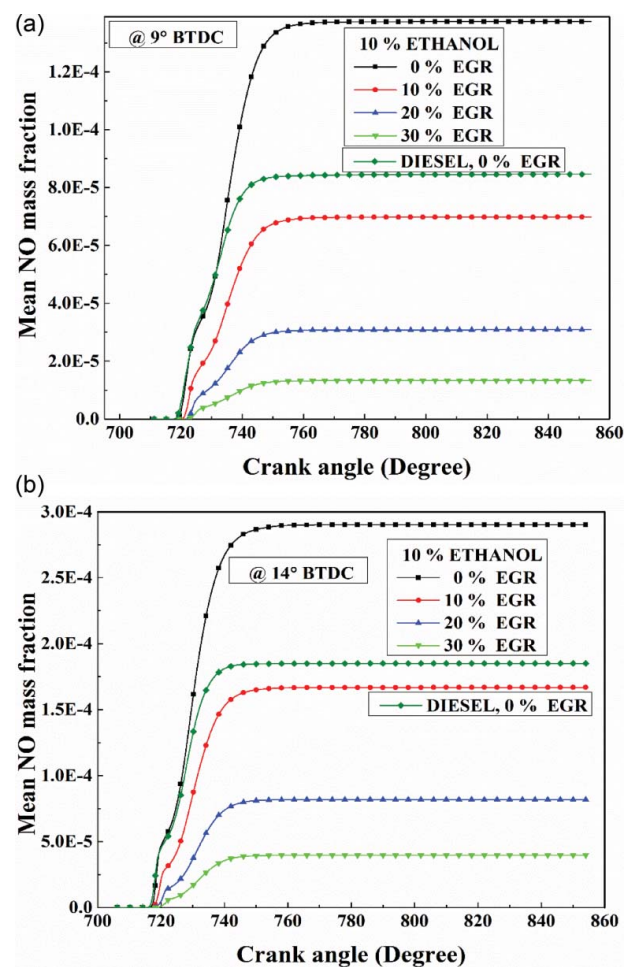 (a)
@ 9° BTDC
10 % ETHANOL
0 % EGR
10 % EGR
20 % EGR
30 % EGR
DIESEL, 0 % EGR
1.2E-4
1.0E-4
8.0E-5
6.0E-5
4.0E-5
2.0E-5
0.0
Mean NO mass fraction
700 720 740 760 780 800 820 840 860
Crank angle (Degree)
(b)
@ 14° BTDC
10 % ETHANOL
0 % EGR
10 % EGR
20 % EGR
30 % EGR
DIESEL, 0 % EGR
3.0E-4
2.5E-4
2.0E-4
1.5E-4
1.0E-4
5.0E-5
0.0
Mean NO mass fraction
700 720 740 760 780 800 820 840 860
Crank angle (Degree)